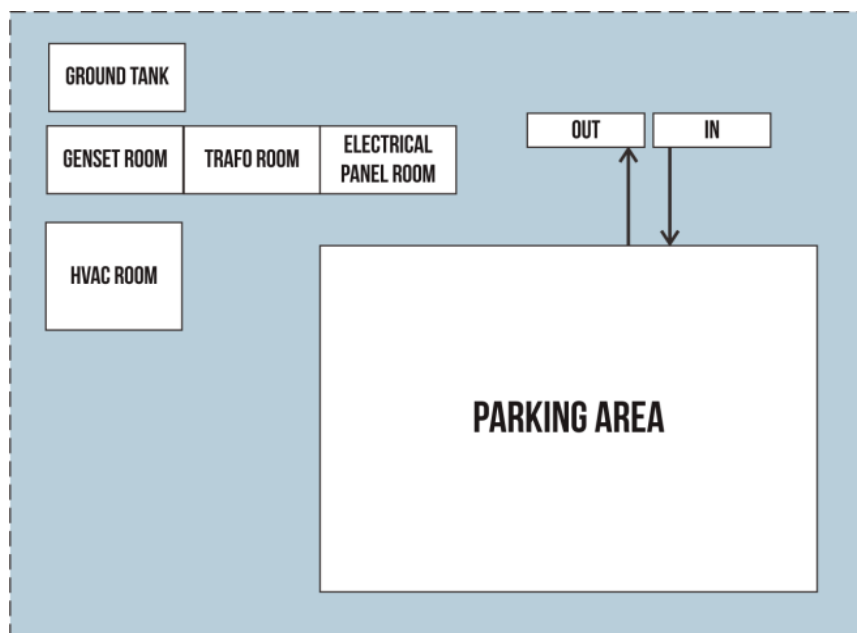 GROUND TANK
GENSET ROOM
TRAFO ROOM
ELECTRICAL
PANEL ROOM
OUT
IN
HVAC ROOM
PARKING AREA